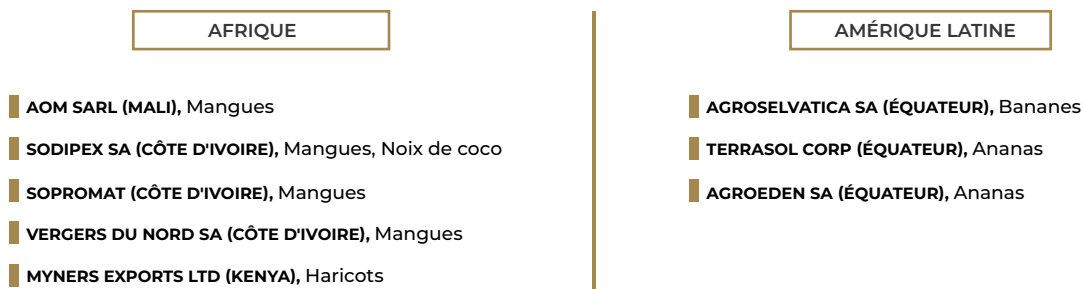 AFRIQUE
AOM SARL (MALI), Mangues
SODIPEX SA (CÔTE D'IVOIRE), Mangues, Noix de coco
SOPROMAT (CÔTE D'IVOIRE), Mangues
VERGERS DU NORD SA (CÔTE D'IVOIRE), Mangues
MYNERS EXPORTS LTD (KENYA), Haricots
AMÉRIQUE LATINE
AGROSELVATICA SA (ÉQUATEUR), Bananes
TERRASOL CORP (ÉQUATEUR), Ananas
AGROEDEN SA (ÉQUATEUR), Ananas